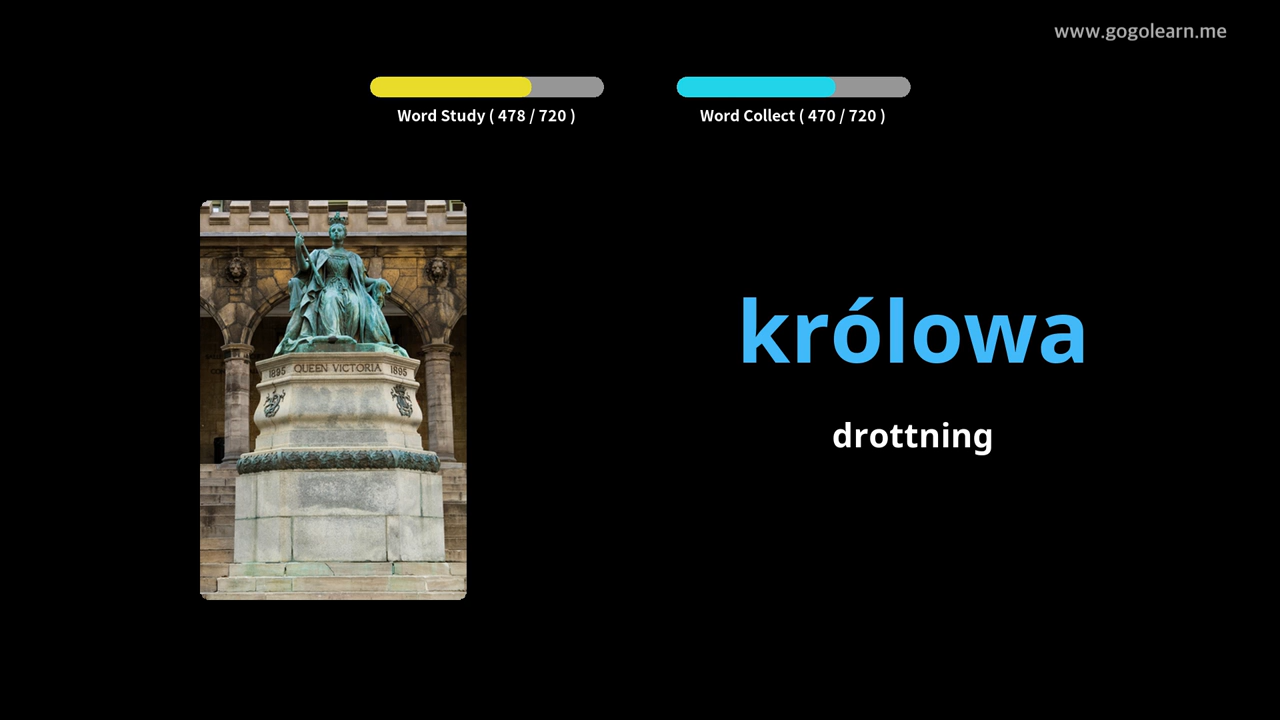 www.gogolearn.me
Word Study ( 478 / 720 )
Word Collect ( 470 / 720 )
1895 QUEEN VICTORIA 1895
królowa
drottning